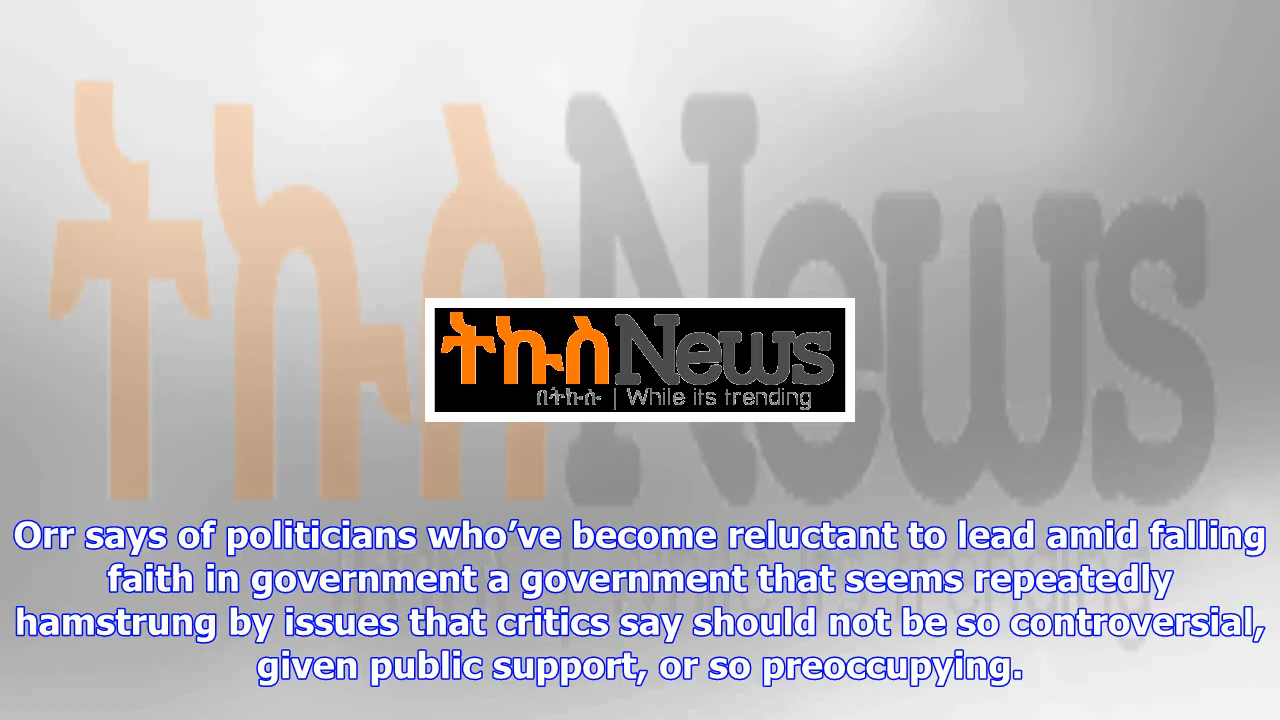 ትኩስNews
ትኩስNews
በትኩሱ | While its trending
Orr says of politicians who’ve become reluctant to lead amid falling
faith in government a government that seems repeatedly
hamstrung by issues that critics say should not be so controversial,
given public support, or so preoccupying.